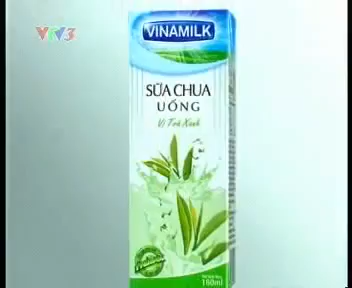 VTV3
VINAMILK
SỮA CHUA
UỐNG
Vị Trà Xanh
180ml